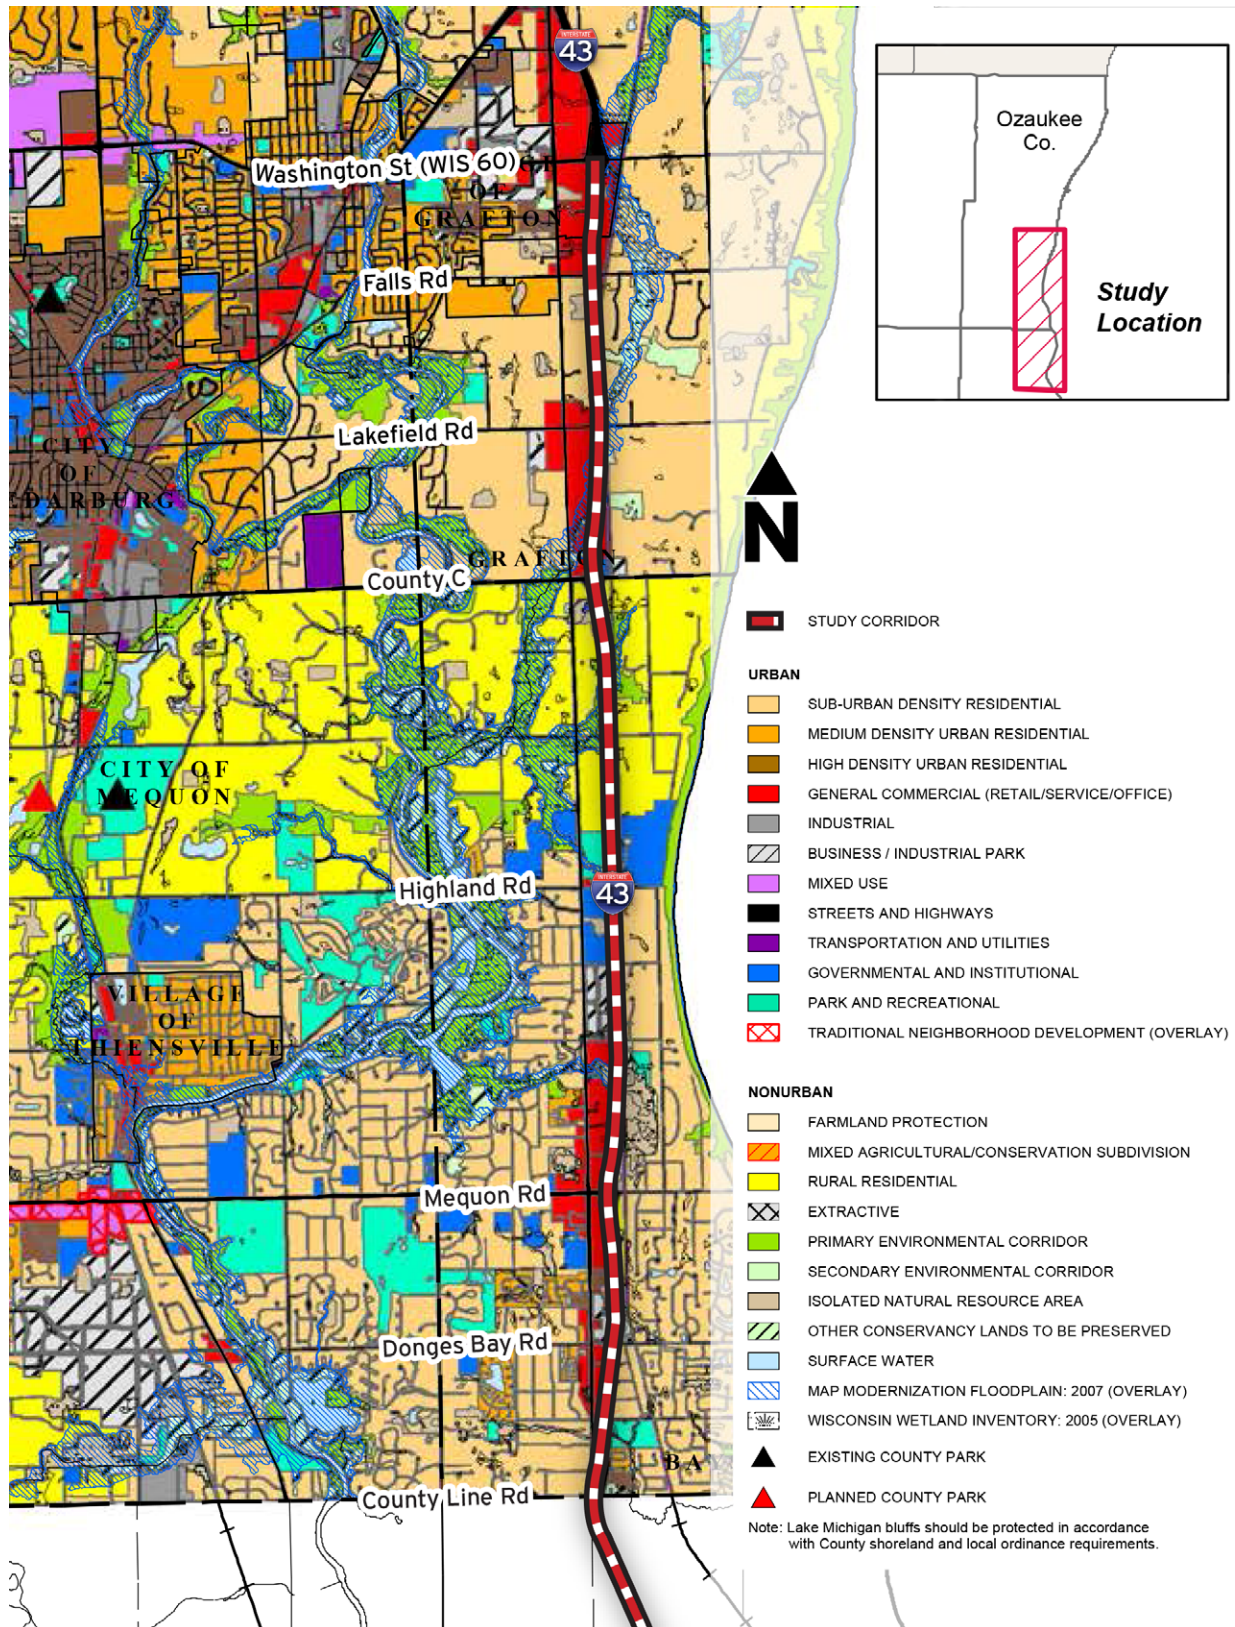 INTERSTATE
43
Ozaukee
Co.
Washington St (WIS 60)
OF
GRAFTON
Study
Location
Falls Rd
Lakefield Rd
CITY
OF
DARBURG
N
GRAFTON
County C
STUDY CORRIDOR
URBAN
SUB-URBAN DENSITY RESIDENTIAL
MEDIUM DENSITY URBAN RESIDENTIAL
HIGH DENSITY URBAN RESIDENTIAL
GENERAL COMMERCIAL (RETAIL/SERVICE/OFFICE)
INDUSTRIAL
BUSINESS / INDUSTRIAL PARK
MIXED USE
STREETS AND HIGHWAYS
TRANSPORTATION AND UTILITIES
GOVERNMENTAL AND INSTITUTIONAL
PARK AND RECREATIONAL
TRADITIONAL NEIGHBORHOOD DEVELOPMENT (OVERLAY)
CITY OF
MEQUON
Highland Rd
INTERSTATE
43
VILLAGE
OF
THIENSVILLE
NONURBAN
FARMLAND PROTECTION
MIXED AGRICULTURAL/CONSERVATION SUBDIVISION
RURAL RESIDENTIAL
EXTRACTIVE
PRIMARY ENVIRONMENTAL CORRIDOR
SECONDARY ENVIRONMENTAL CORRIDOR
ISOLATED NATURAL RESOURCE AREA
OTHER CONSERVANCY LANDS TO BE PRESERVED
SURFACE WATER
MAP MODERNIZATION FLOODPLAIN: 2007 (OVERLAY)
WISCONSIN WETLAND INVENTORY: 2005 (OVERLAY)
EXISTING COUNTY PARK
PLANNED COUNTY PARK
Note: Lake Michigan bluffs should be protected in accordance
with County shoreland and local ordinance requirements.
Mequon Rd
Donges Bay Rd
BA
County Line Rd